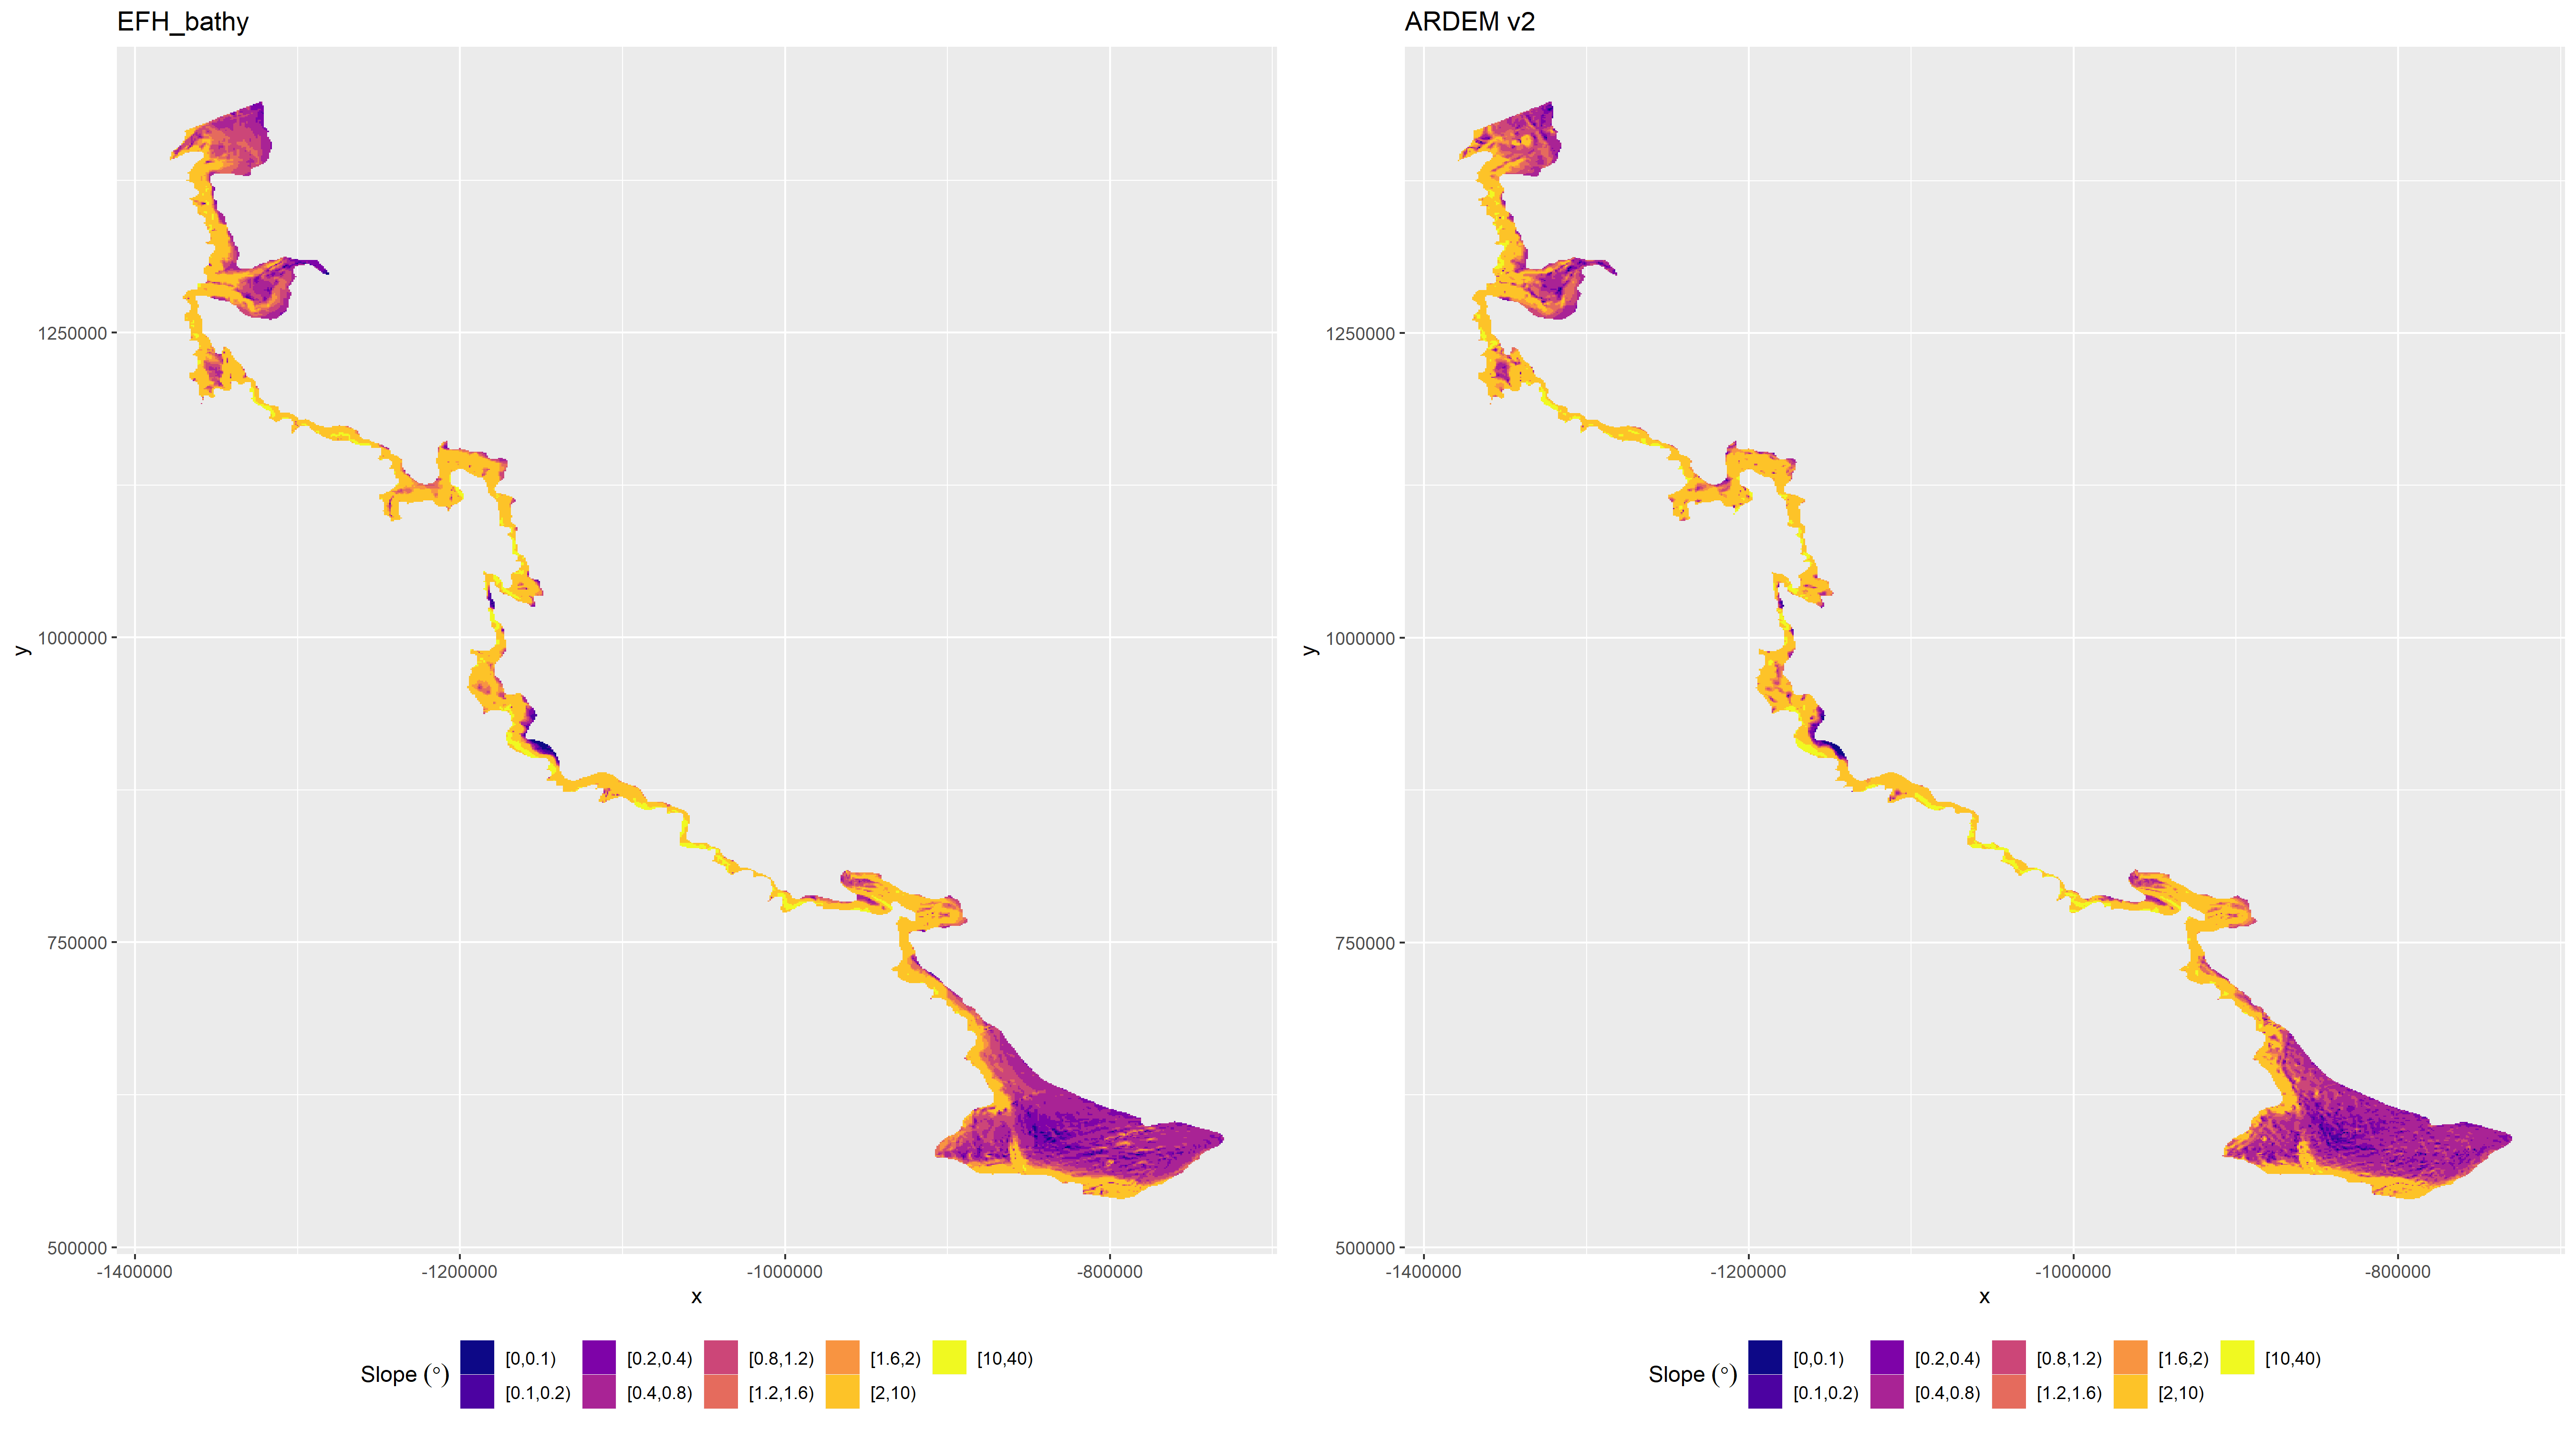 EFH_bathy
1250000
1000000
750000
500000
y
-1400000 -1200000 -1000000 -800000
x
Slope (°) [0,0.1) [0.2,0.4) [0.8,1.2) [1.6,2) [10,40)
[0.1,0.2) [0.4,0.8) [1.2,1.6) [2,10)
ARDEM v2
1250000
1000000
750000
500000
y
-1400000 -1200000 -1000000 -800000
x
Slope (°) [0,0.1) [0.2,0.4) [0.8,1.2) [1.6,2) [10,40)
[0.1,0.2) [0.4,0.8) [1.2,1.6) [2,10)